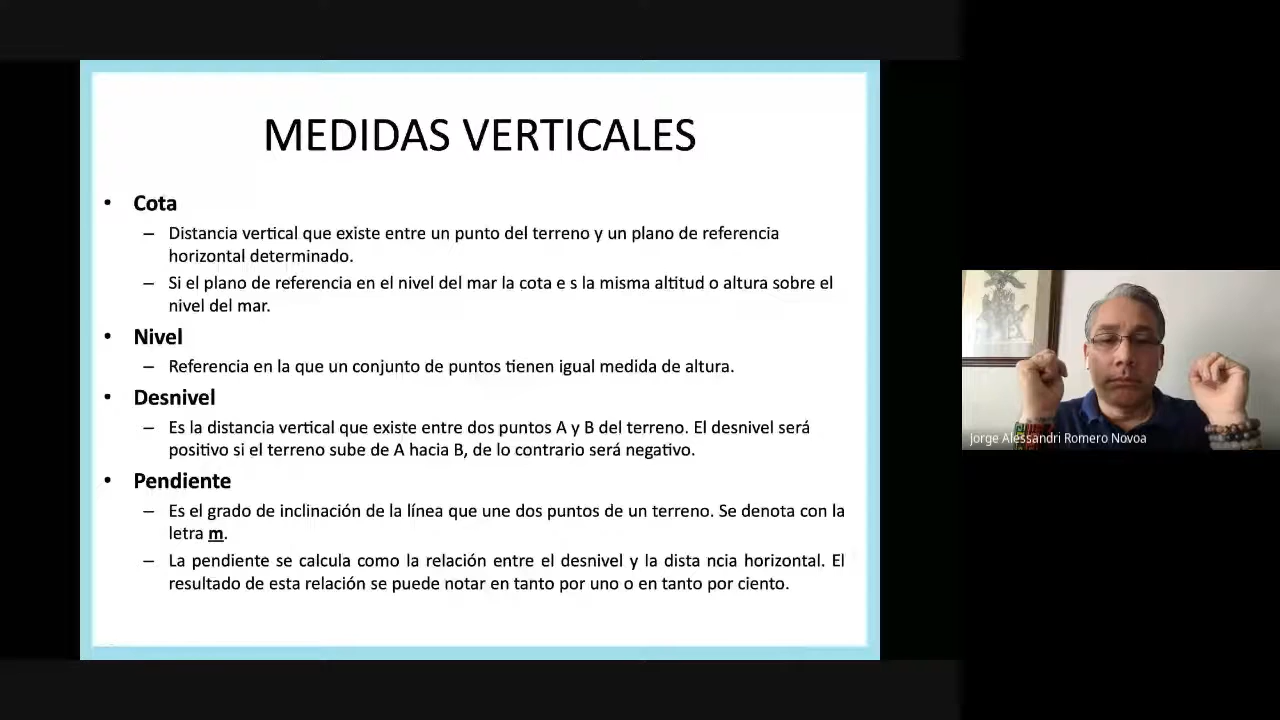 MEDIDAS VERTICALES
• Cota
– Distancia vertical que existe entre un punto del terreno y un plano de referencia
horizontal determinado.
– Si el plano de referencia en el nivel del mar la cota e s la misma altitud o altura sobre el
nivel del mar.
• Nivel
– Referencia en la que un conjunto de puntos tienen igual medida de altura.
• Desnivel
– Es la distancia vertical que existe entre dos puntos A y B del terreno. El desnivel será
positivo si el terreno sube de A hacia B, de lo contrario será negativo.
• Pendiente
– Es el grado de inclinación de la línea que une dos puntos de un terreno. Se denota con la
letra m.
– La pendiente se calcula como la relación entre el desnivel y la dista ncia horizontal. El
resultado de esta relación se puede notar en tanto por uno o en tanto por ciento.
Jorge Alessandri Romero Novoa